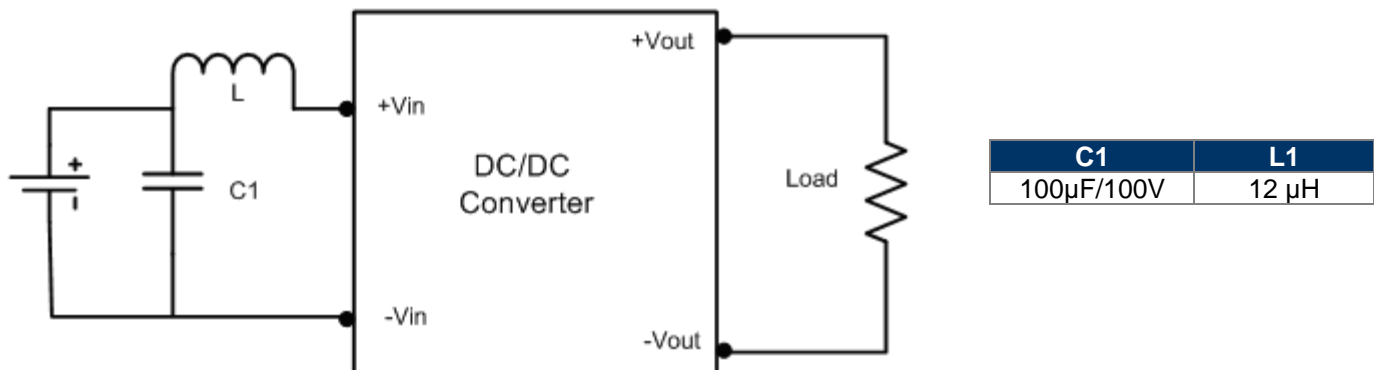 L
C1
+
+Vin
-Vin
DC/DC
Converter
+Vout
-Vout
Load
C1 L1
100µF/100V 12 µH